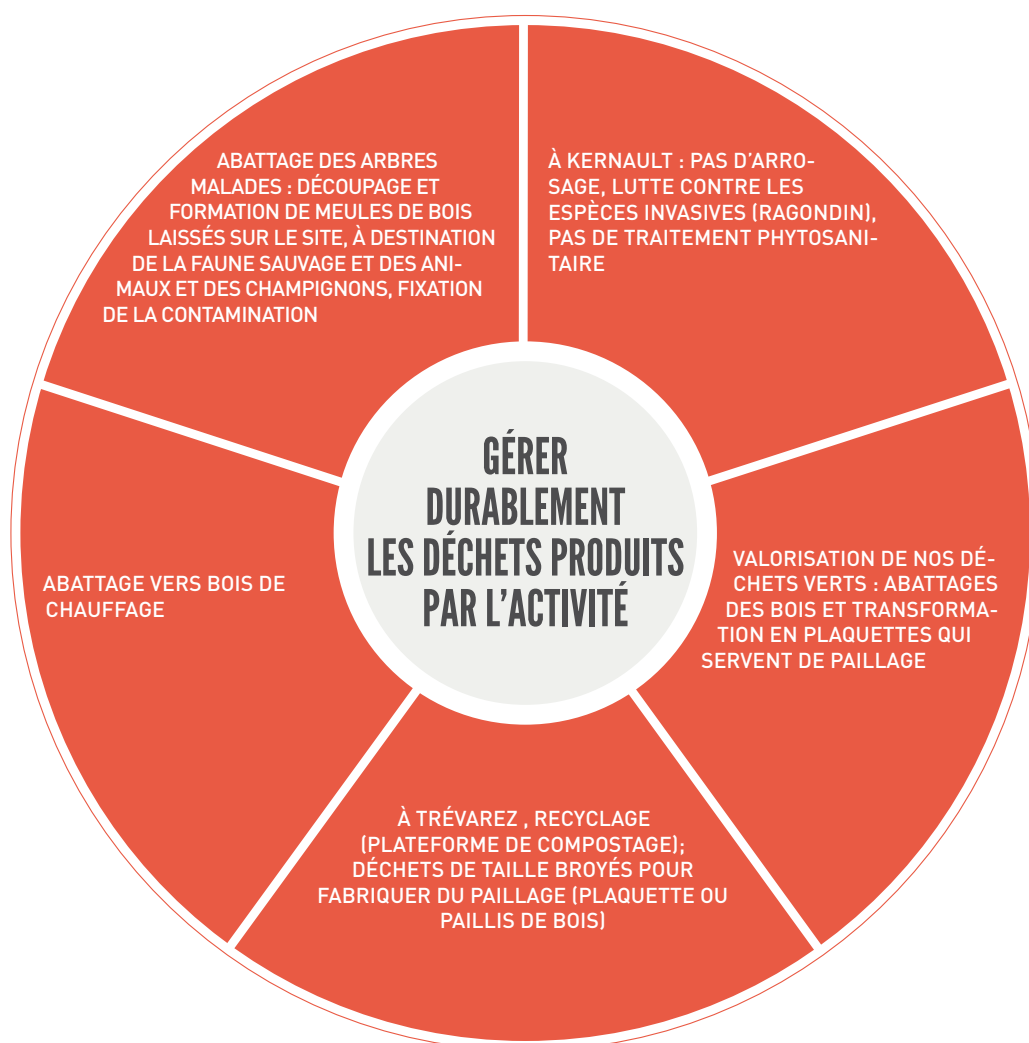 GÉRER
DURABLEMENT
LES DÉCHETS PRODUITS
PAR L'ACTIVITÉ
À KERNAULT : PAS D'ARRO-
SAGE, LUTTE CONTRE LES
ESPÈCES INVASIVES (RAGONDIN),
PAS DE TRAITEMENT PHYTOSANI-
TAIRE
VALORISATION DE NOS DÉ-
CHETS VERTS : ABATTAGES
DES BOIS ET TRANSFORMA-
TION EN PLAQUETTES QUI
SERVENT DE PAILLAGE
À TRÉVAREZ , RECYCLAGE
(PLATEFORME DE COMPOSTAGE);
DÉCHETS DE TAILLE BROYÉS POUR
FABRIQUER DU PAILLAGE (PLAQUETTE OU
PAILLIS DE BOIS)
ABATTAGE VERS BOIS DE
CHAUFFAGE
ABATTAGE DES ARBRES
MALADES : DÉCOUPAGE ET
FORMATION DE MEULES DE BOIS
LAISSÉS SUR LE SITE, À DESTINATION
DE LA FAUNE SAUVAGE ET DES ANI-
MAUX ET DES CHAMPIGNONS, FIXATION
DE LA CONTAMINATION